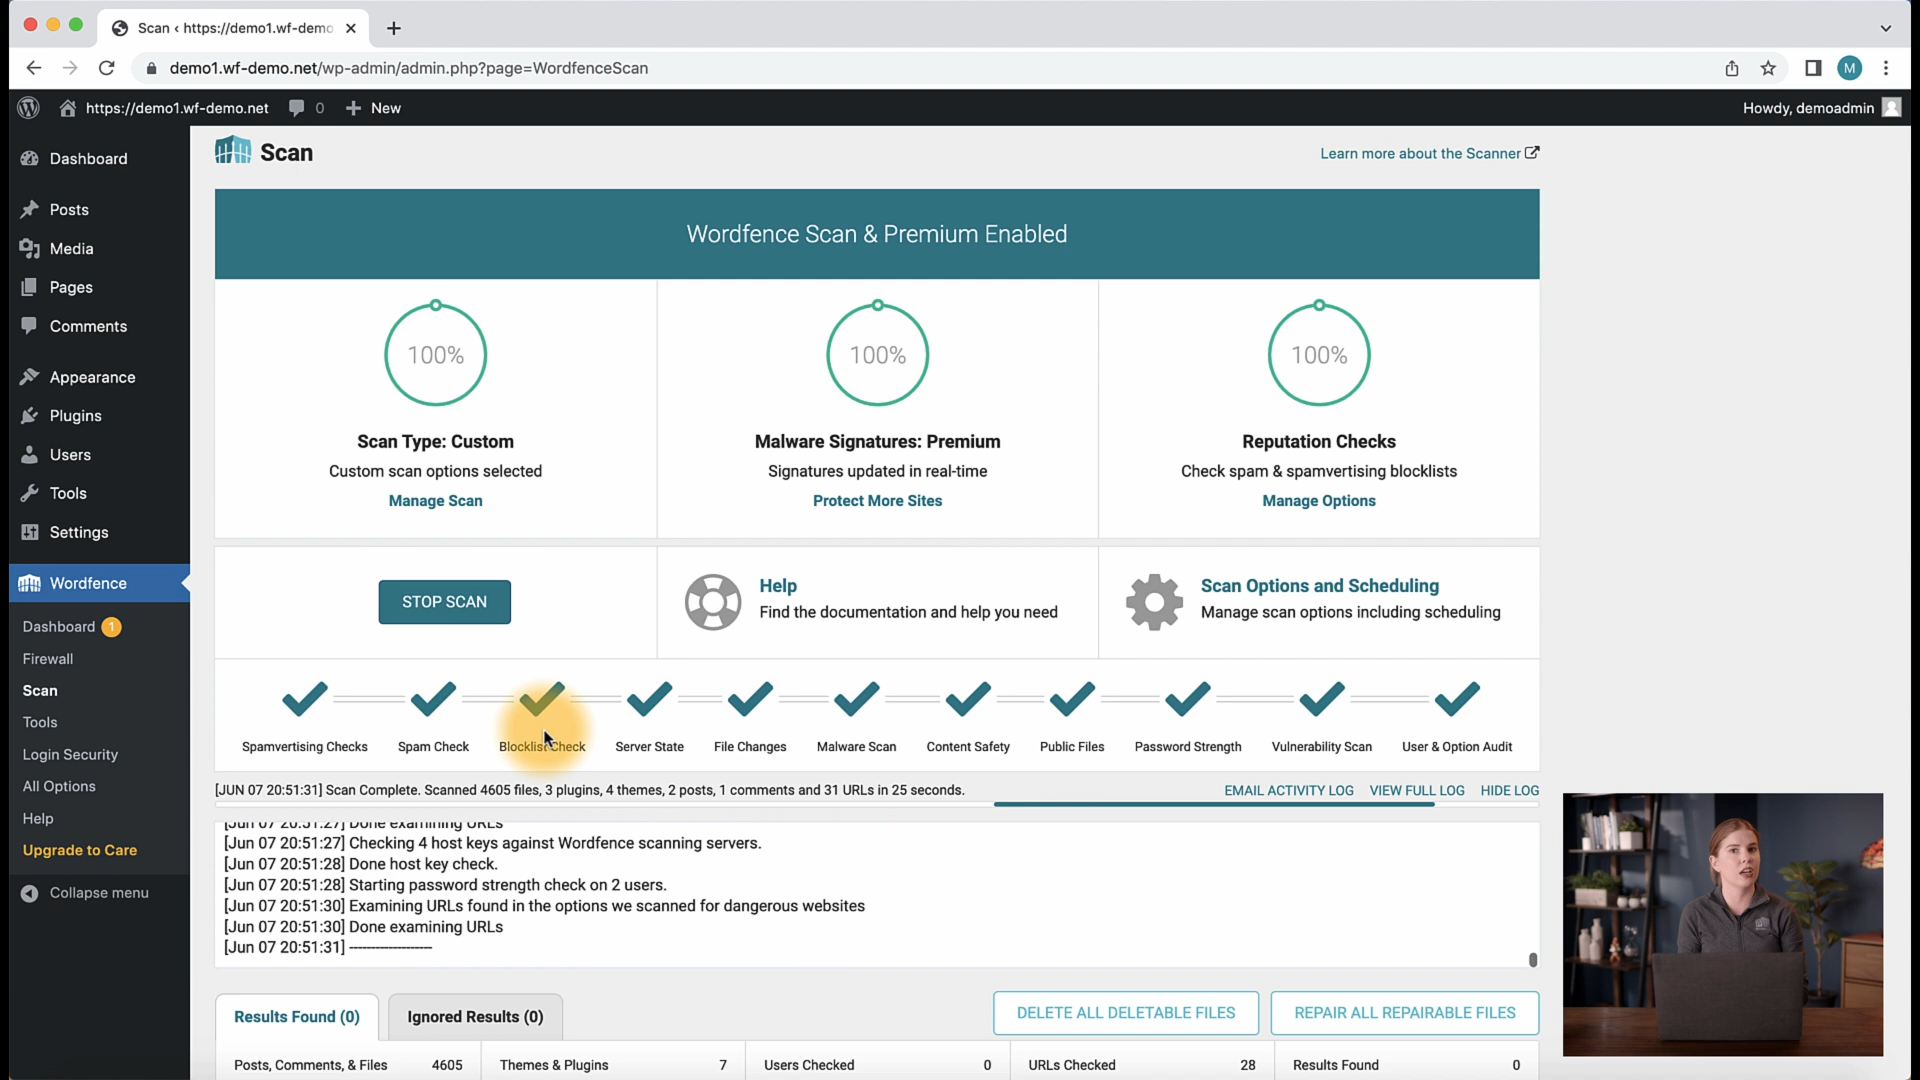 Scan ‹ https://demo1.wf-demo
demo1.wf-demo.net/wp-admin/admin.php?page=WordfenceScan
M
https://demo1.wf-demo.net 0 New
Howdy, demoadmin
Dashboard
Posts
Media
Pages
Comments
Appearance
Plugins
Users
Tools
Settings
Wordfence
Dashboard 1
Firewall
Scan
Tools
Login Security
All Options
Help
Upgrade to Care
Collapse menu
Scan
Learn more about the Scanner
Wordfence Scan & Premium Enabled
100%
Scan Type: Custom
Custom scan options selected
Manage Scan
100%
Malware Signatures: Premium
Signatures updated in real-time
Protect More Sites
100%
Reputation Checks
Check spam & spamvertising blocklists
Manage Options
STOP SCAN
Help
Find the documentation and help you need
Scan Options and Scheduling
Manage scan options including scheduling
Spamvertising Checks Spam Check Blocklist Check Server State File Changes Malware Scan Content Safety Public Files Password Strength Vulnerability Scan User & Option Audit
[JUN 07 20:51:31] Scan Complete. Scanned 4605 files, 3 plugins, 4 themes, 2 posts, 1 comments and 31 URLs in 25 seconds.
EMAIL ACTIVITY LOG VIEW FULL LOG HIDE LOG
[Jun 07 20:51:27] Done examining URLs
[Jun 07 20:51:27] Checking 4 host keys against Wordfence scanning servers.
[Jun 07 20:51:28] Done host key check.
[Jun 07 20:51:28] Starting password strength check on 2 users.
[Jun 07 20:51:30] Examining URLs found in the options we scanned for dangerous websites
[Jun 07 20:51:30] Done examining URLs
[Jun 07 20:51:31] -------------------
Results Found (0) Ignored Results (0)
DELETE ALL DELETABLE FILES REPAIR ALL REPAIRABLE FILES
Posts, Comments, & Files 4605 Themes & Plugins 7 Users Checked 0 URLs Checked 28 Results Found 0